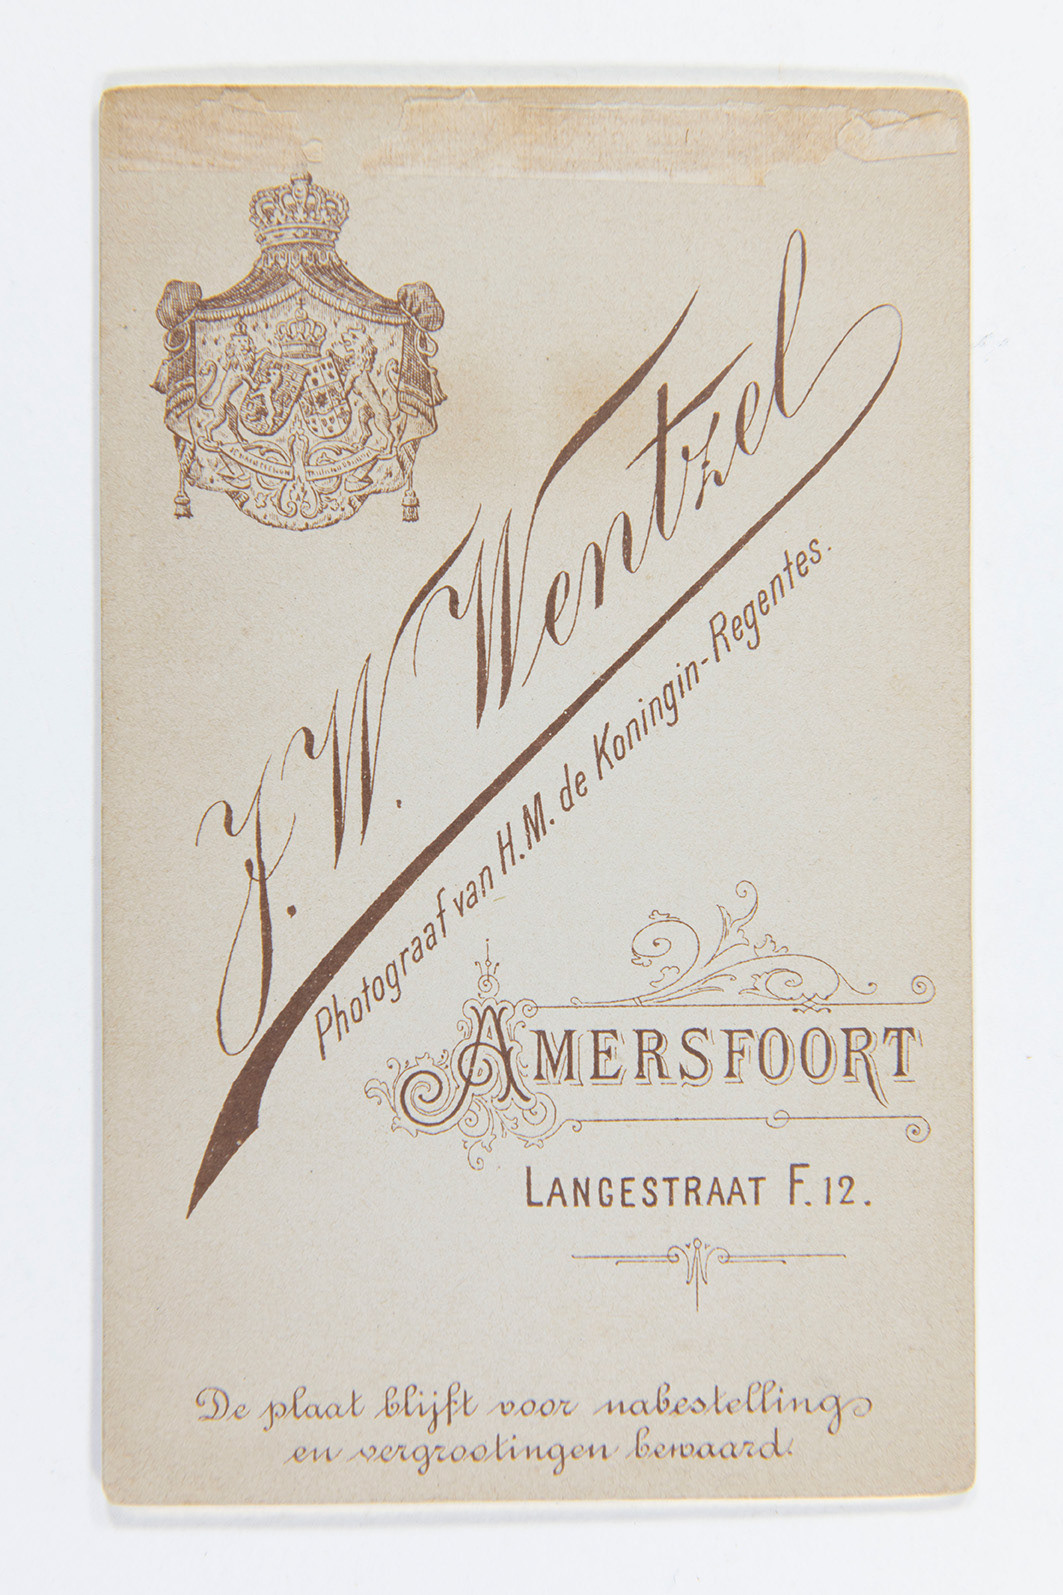 J. W. Wentzel
Photograaf van H. M. de Koningin-Regentes.
AMERSFOORT
LANGESTRAAT F. 12.
De plaat blijft voor nabestelling
en vergrootingen bewaard.